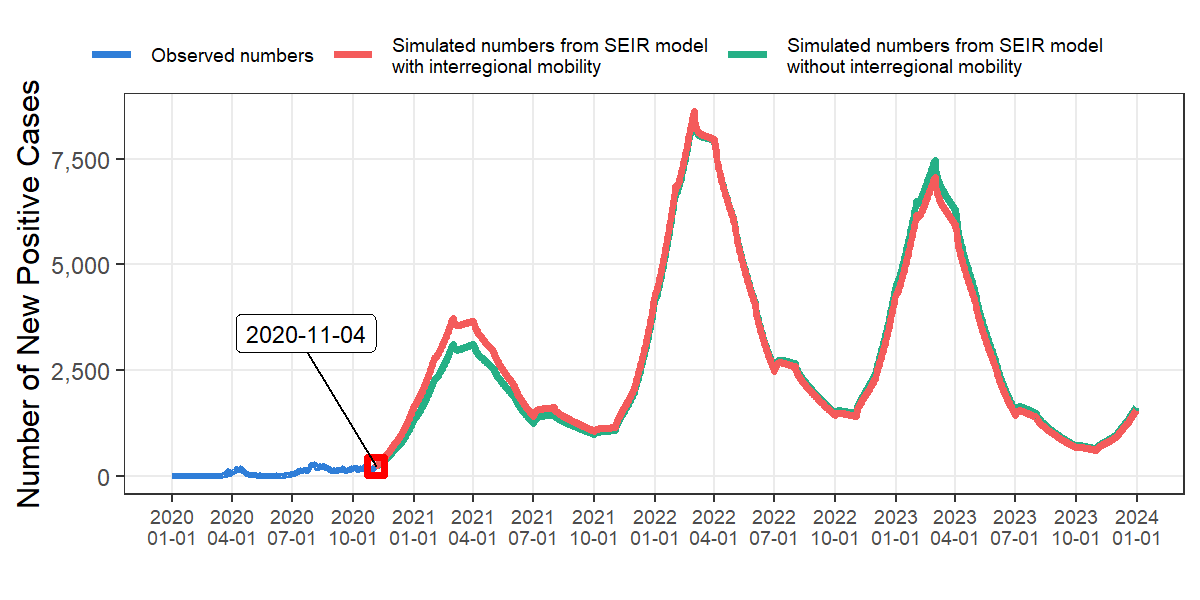 Observed numbers
Simulated numbers from SEIR model
with interregional mobility
Simulated numbers from SEIR model
without interregional mobility
Number of New Positive Cases
7,500
5,000
2,500
0
2020-11-04
2020 2020 2020 2020 2021 2021 2021 2021 2022 2022 2022 2022 2023 2023 2023 2023 2024
01-01 04-01 07-01 10-01 01-01 04-01 07-01 10-01 01-01 04-01 07-01 10-01 01-01 04-01 07-01 10-01 01-01